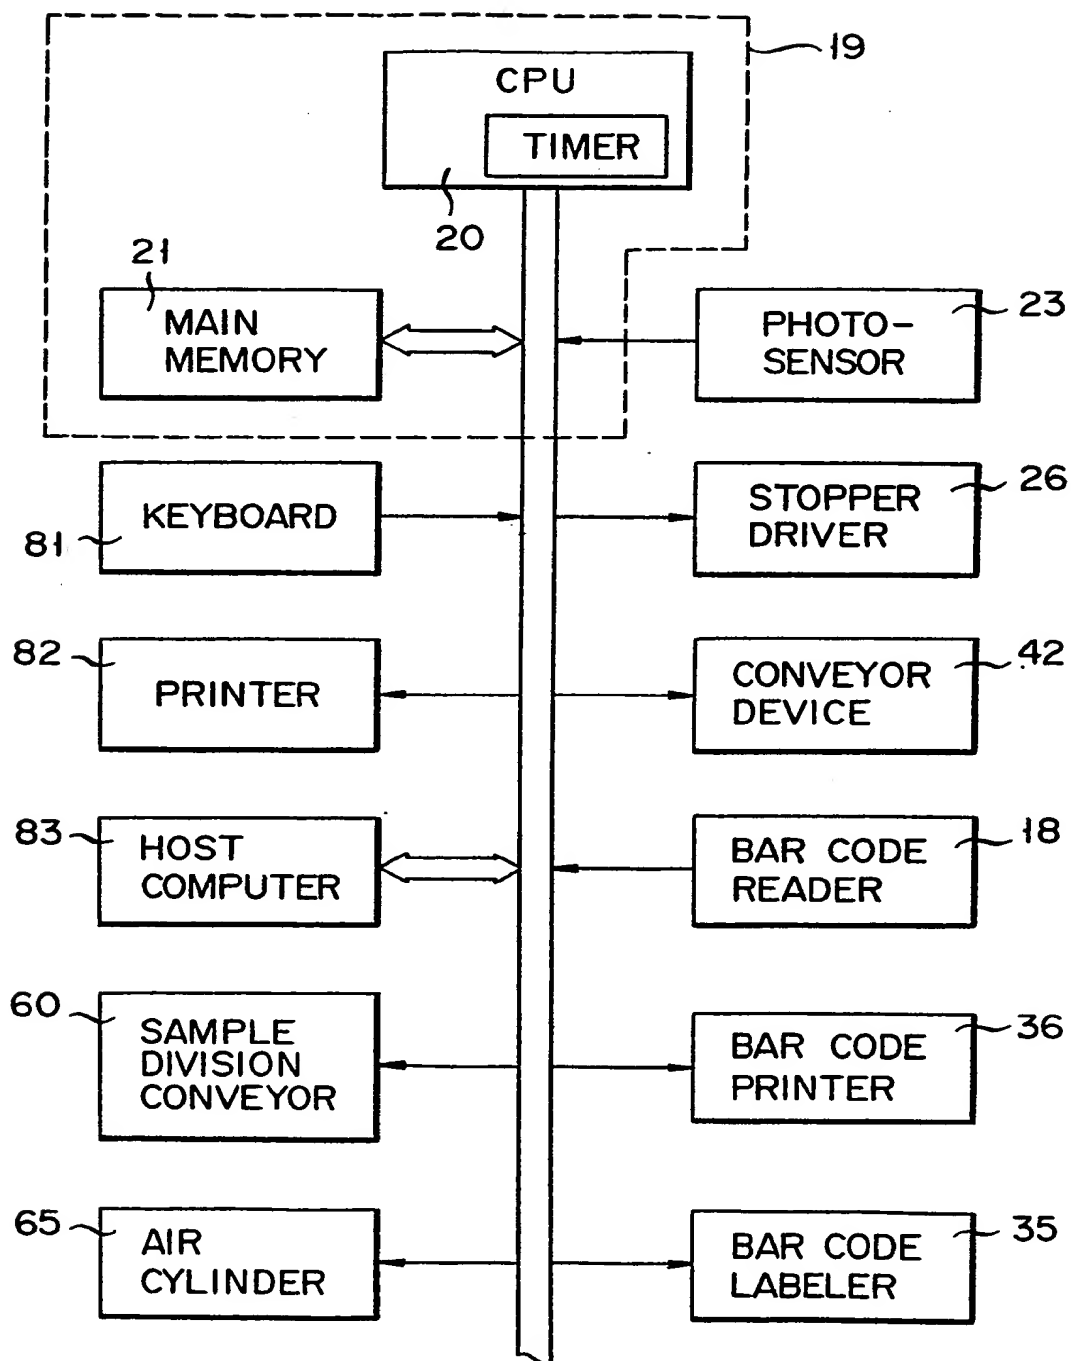 19
CPU
TIMER
20
21
MAIN
MEMORY
PHOTO-
SENSOR
23
KEYBOARD
81
STOPPER
DRIVER
26
82
PRINTER
CONVEYOR
DEVICE
42
83
HOST
COMPUTER
BAR CODE
READER
18
60
SAMPLE
DIVISION
CONVEYOR
BAR CODE
PRINTER
36
65
AIR
CYLINDER
BAR CODE
LABELER
35